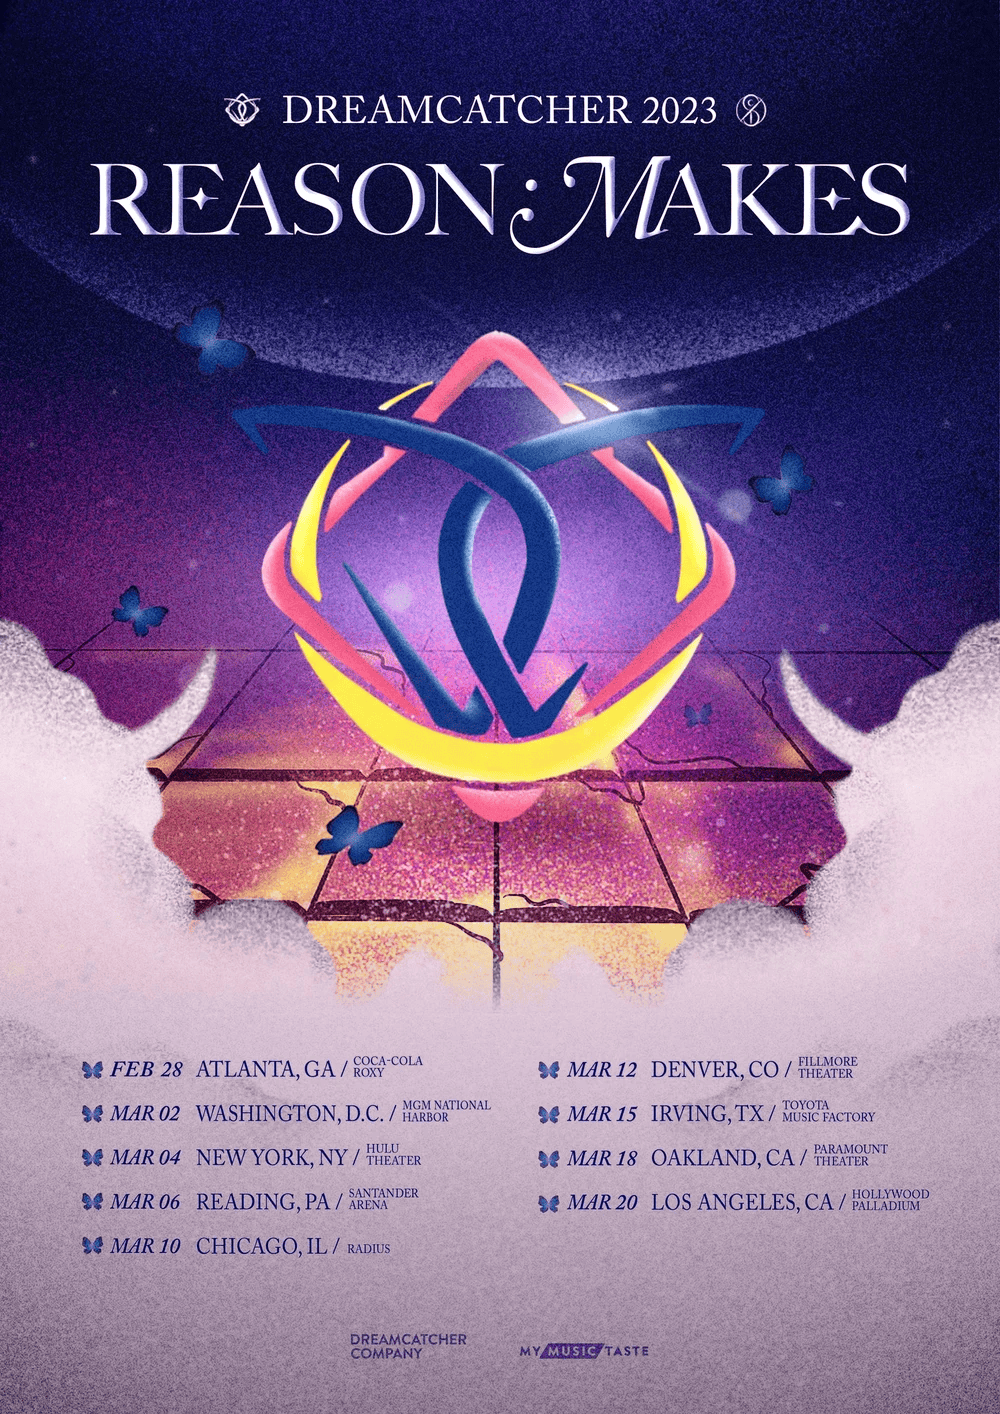 DREAMCATCHER 2023
REASON : MAKES
FEB 28 ATLANTA, GA / COCA-COLA ROXY
MAR 02 WASHINGTON, D.C. / MGM NATIONAL HARBOR
MAR 04 NEW YORK, NY / HULU THEATER
MAR 06 READING, PA / SANTANDER ARENA
MAR 10 CHICAGO, IL / RADIUS
MAR 12 DENVER, CO / FILLMORE THEATER
MAR 15 IRVING, TX / TOYOTA MUSIC FACTORY
MAR 18 OAKLAND, CA / PARAMOUNT THEATER
MAR 20 LOS ANGELES, CA / HOLLYWOOD PALLADIUM
DREAMCATCHER
COMPANY
MY MUSIC TASTE